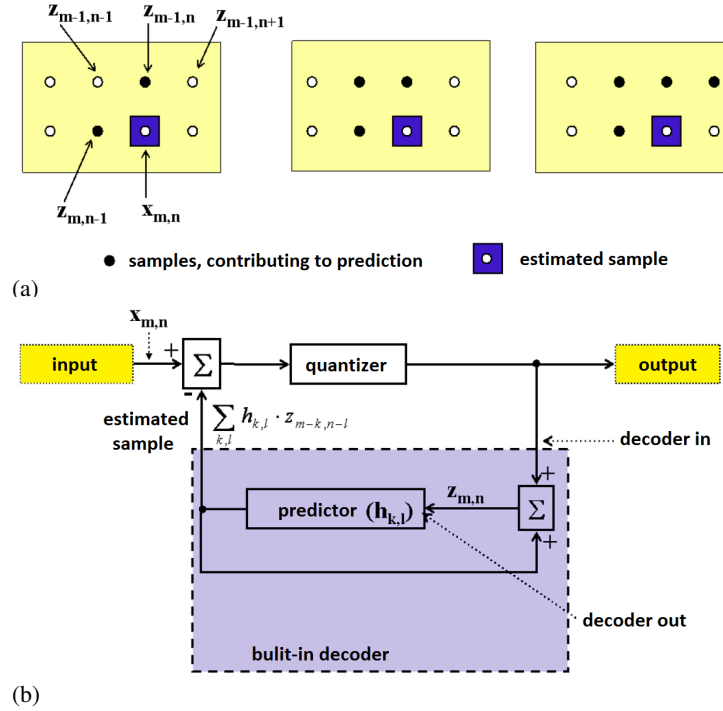 z_{m-1,n-1} z_{m-1,n} z_{m-1,n+1}
z_{m,n-1} x_{m,n}
samples, contributing to prediction estimated sample
(a)
x_{m,n}
input + Σ quantizer output
-
estimated
sample
\sum_{k,l} h_{k,l} · z_{m-k,n-l}
decoder in
+
z_{m,n}
predictor (h_{k,l}) Σ
+
decoder out
bulit-in decoder
(b)